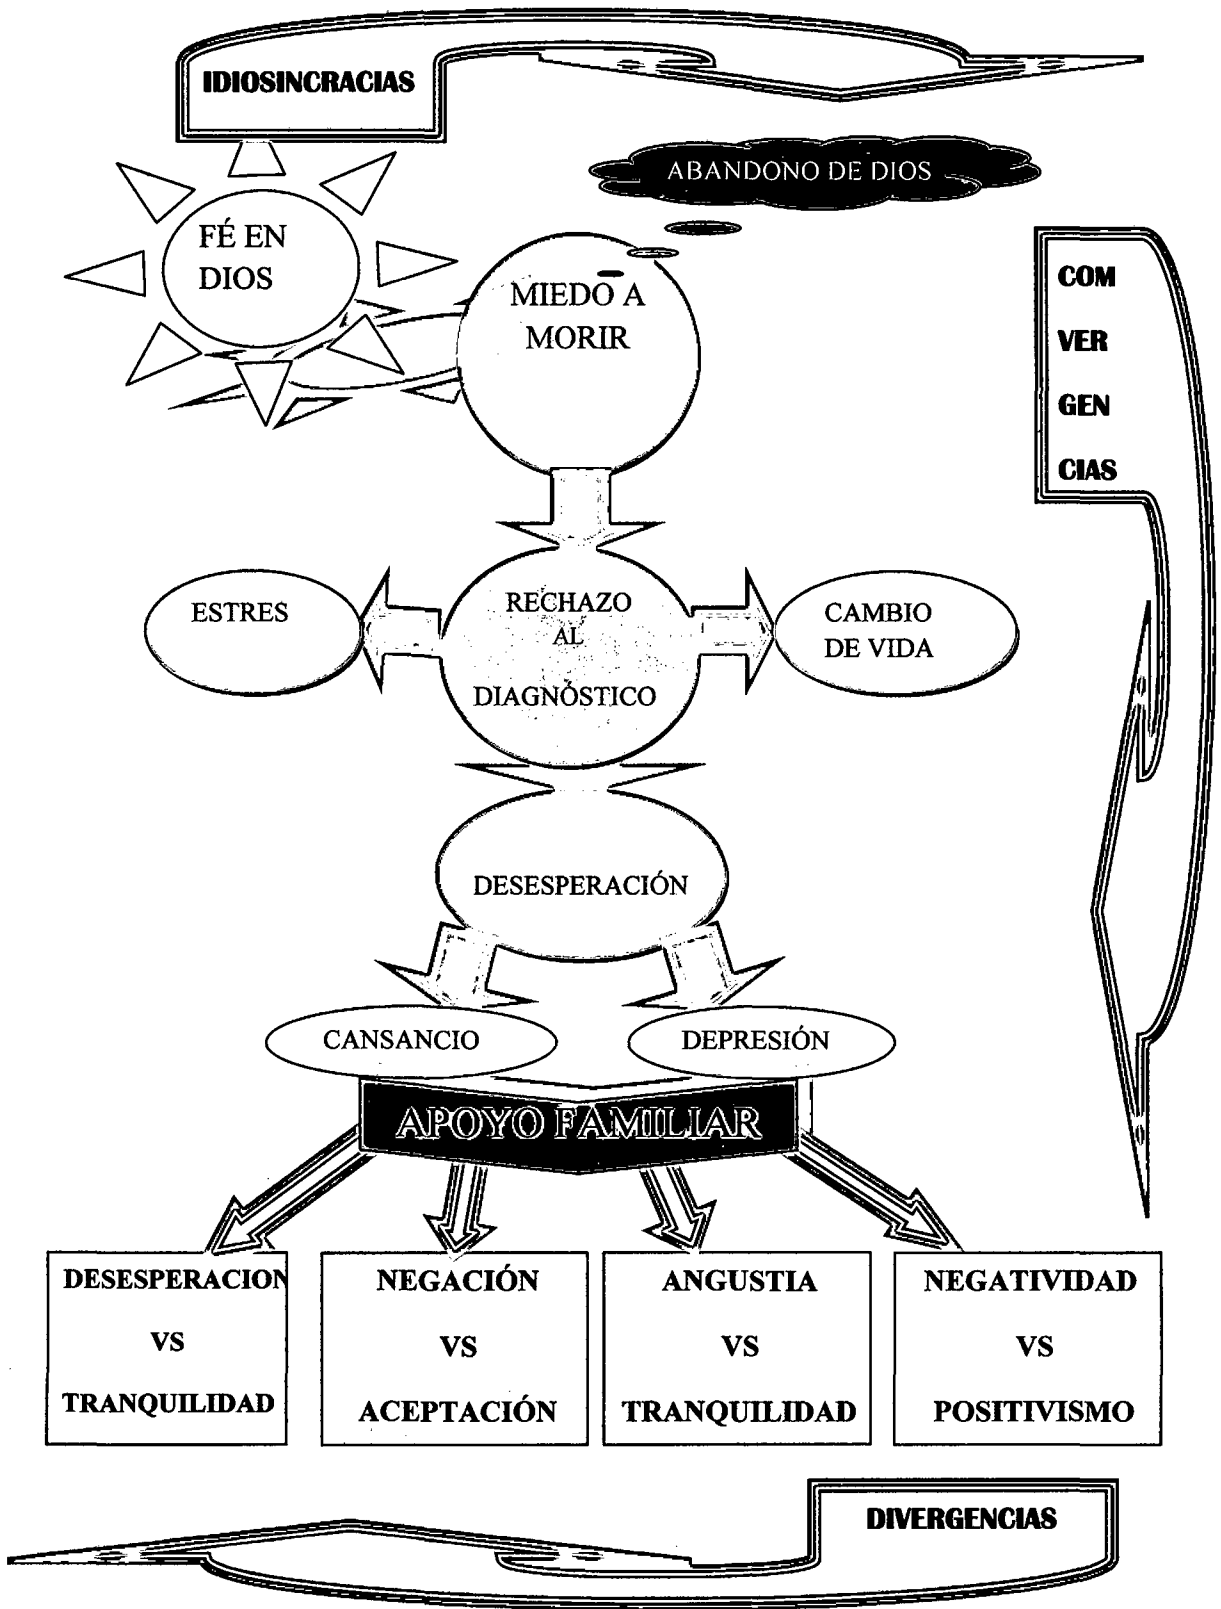 IDIOSINCRACIAS
ABANDONO DE DIOS
FÉ EN
DIOS
MIEDO A
MORIR
COM
VER
GEN
CIAS
ESTRES
RECHAZO
AL
DIAGNÓSTICO
CAMBIO
DE VIDA
DESESPERACIÓN
CANSANCIO
DEPRESIÓN
APOYO FAMILIAR
DESESPERACION
VS
TRANQUILIDAD
NEGACIÓN
VS
ACEPTACIÓN
ANGUSTIA
VS
TRANQUILIDAD
NEGATIVIDAD
VS
POSITIVISMO
DIVERGENCIAS